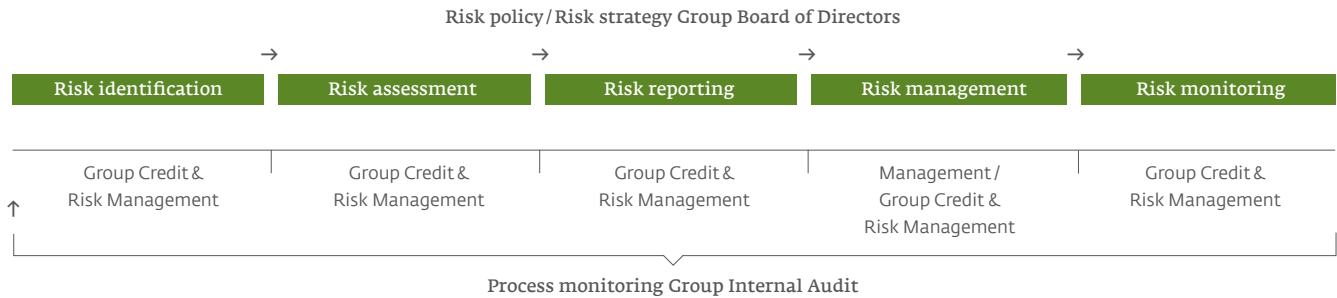 Risk policy/Risk strategy Group Board of Directors
→ → → →
Risk identification
Risk assessment
Risk reporting
Risk management
Risk monitoring
Group Credit &
Risk Management
Group Credit &
Risk Management
Group Credit &
Risk Management
Management /
Group Credit &
Risk Management
Group Credit &
Risk Management
↑
Process monitoring Group Internal Audit